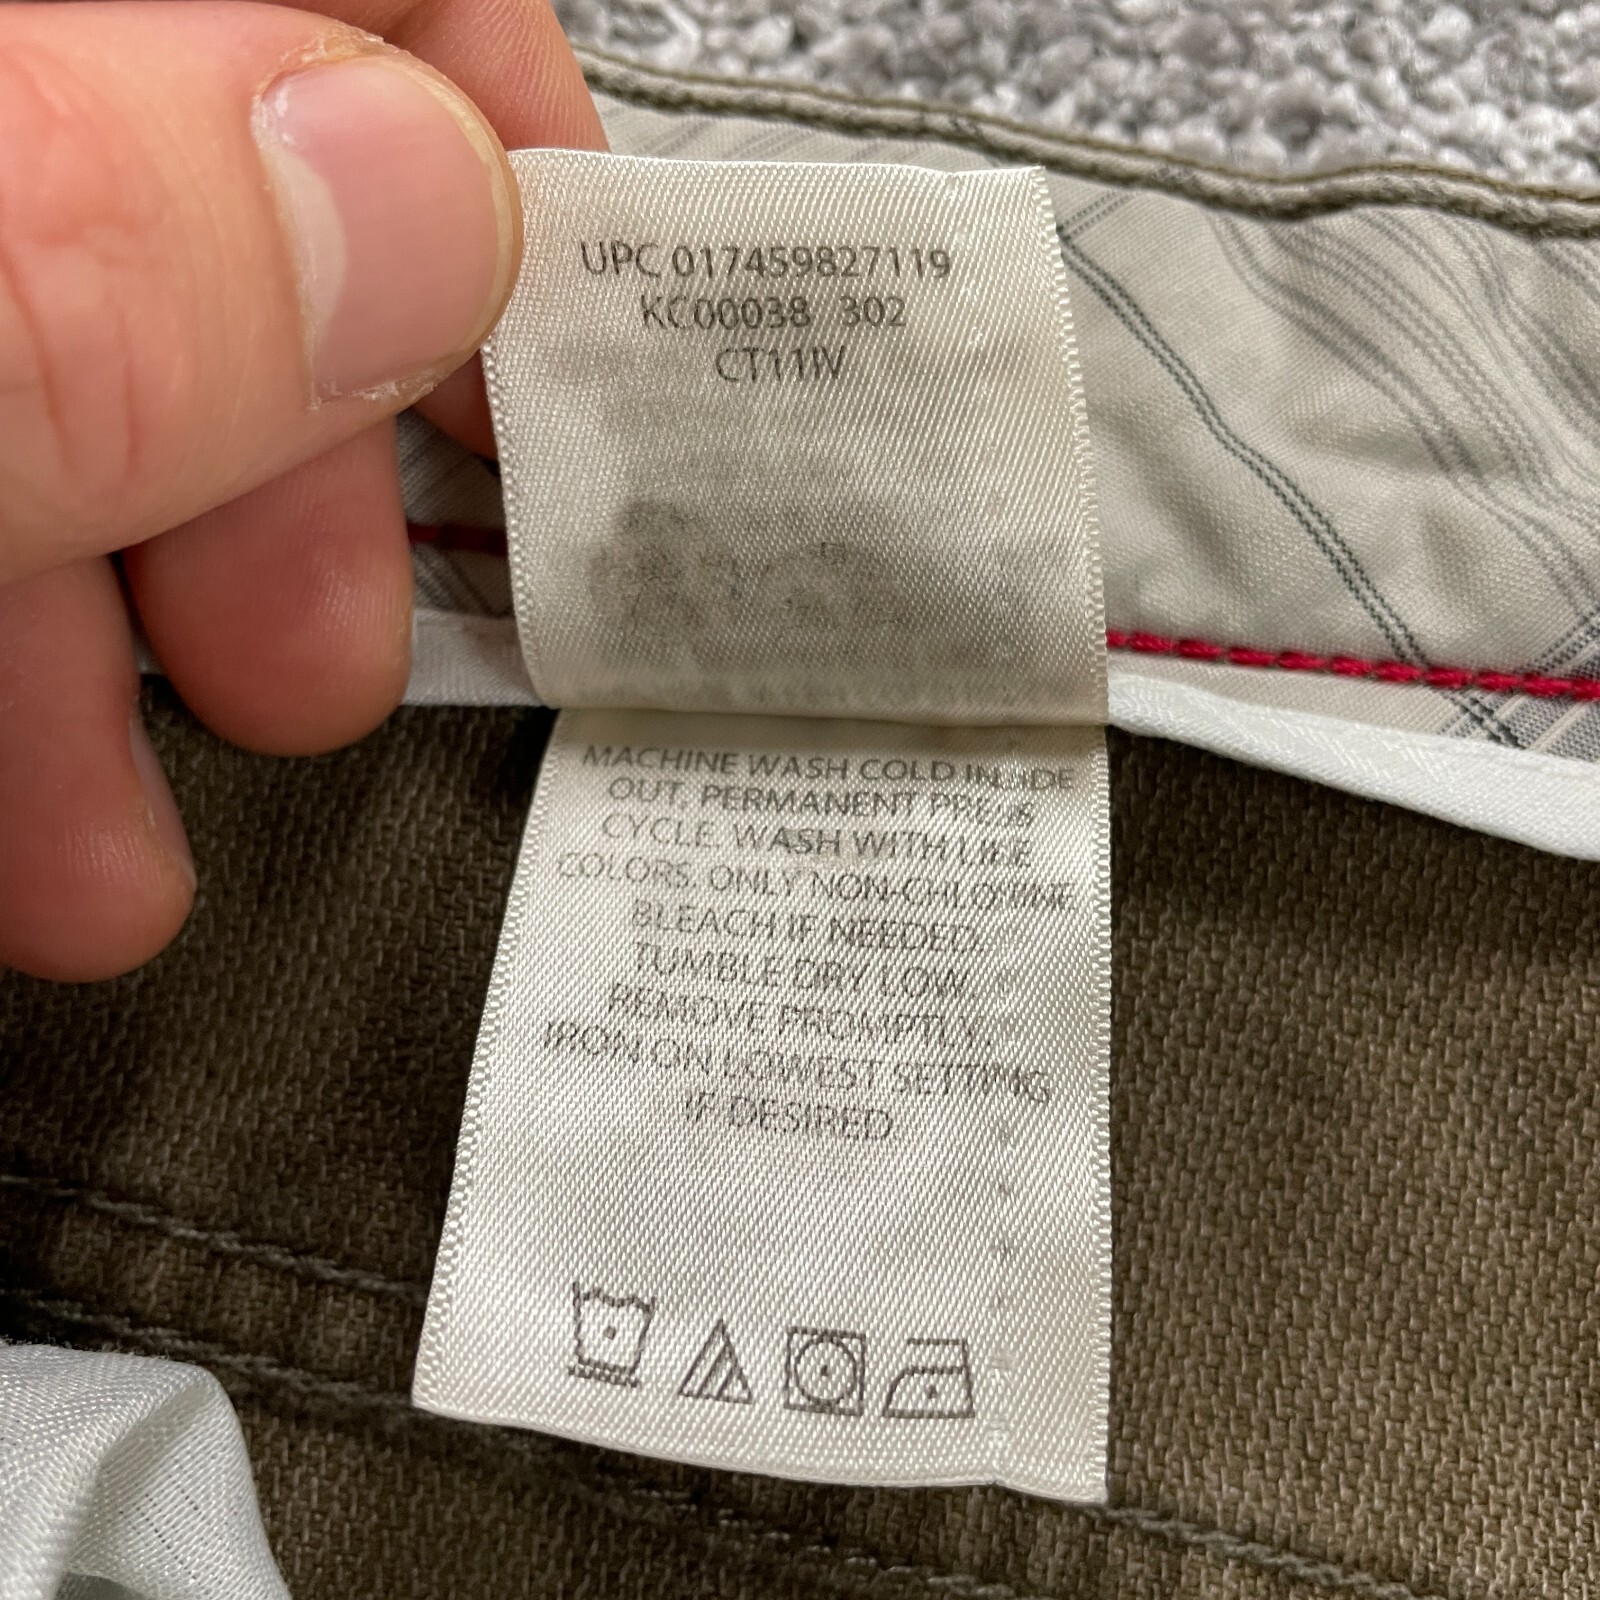 UPC 017459827119
KC00038 302
CT11IV
MACHINE WASH COLD INSIDE
OUT, PERMANENT PRESS
CYCLE. WASH WITH LIKE
COLORS. ONLY NON-CHLORINE
BLEACH IF NEEDED.
TUMBLE DRY LOW.
REMOVE PROMPTLY.
IRON ON LOWEST SETTING
IF DESIRED